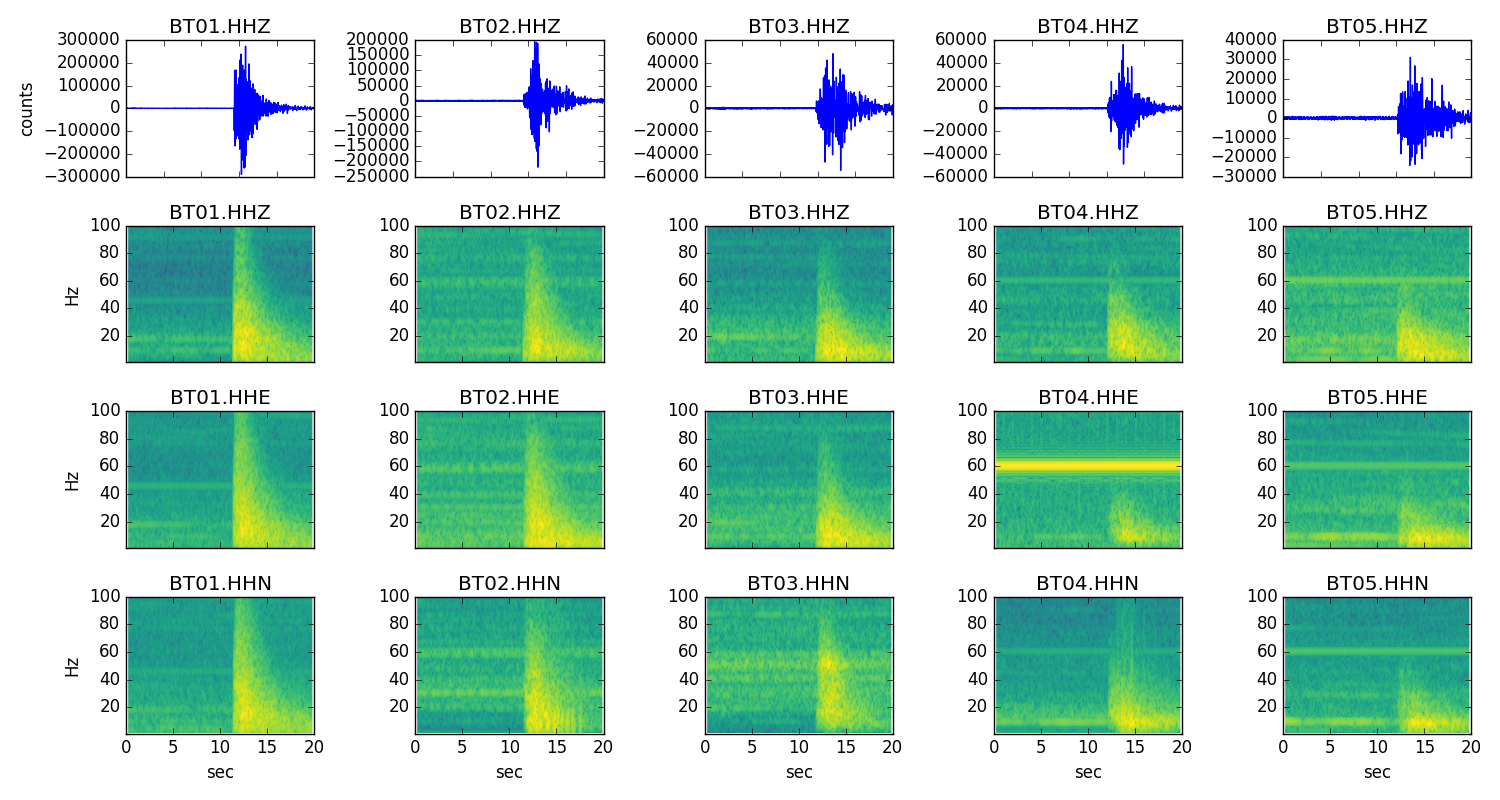 BT01.HHZ BT02.HHZ BT03.HHZ BT04.HHZ BT05.HHZ
300000 200000 60000 60000 40000
200000 150000 40000 40000 30000
100000 100000 20000 20000 20000
counts 0 50000 0 0 10000
−100000 0 −20000 −20000 0
−200000 −50000 −40000 −40000 −10000
−300000 −100000 −60000 −60000 −20000
−150000 −30000
−200000
−250000
BT01.HHZ BT02.HHZ BT03.HHZ BT04.HHZ BT05.HHZ
100 100 100 100 100
80 80 80 80 80
Hz 60 60 60 60 60
40 40 40 40 40
20 20 20 20 20
BT01.HHE BT02.HHE BT03.HHE BT04.HHE BT05.HHE
100 100 100 100 100
80 80 80 80 80
Hz 60 60 60 60 60
40 40 40 40 40
20 20 20 20 20
BT01.HHN BT02.HHN BT03.HHN BT04.HHN BT05.HHN
100 100 100 100 100
80 80 80 80 80
Hz 60 60 60 60 60
40 40 40 40 40
20 20 20 20 20
0 5 10 15 20 0 5 10 15 20 0 5 10 15 20 0 5 10 15 20 0 5 10 15 20
sec sec sec sec sec